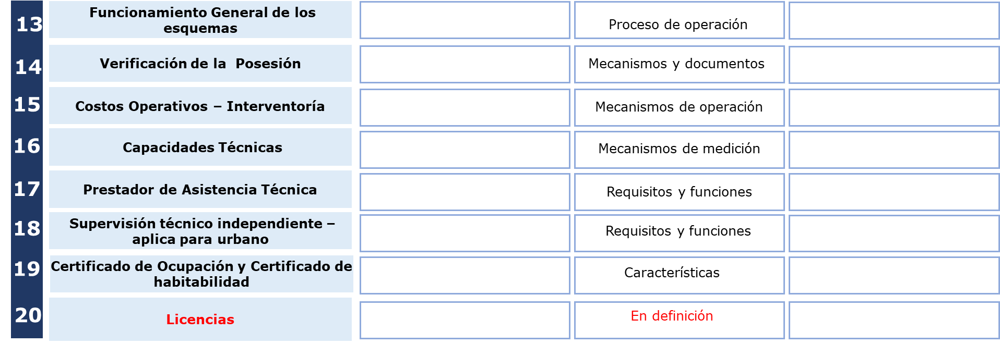 13
Funcionamiento General de los
esquemas
Proceso de operación
14
Verificación de la  Posesión
Mecanismos y documentos
15
Costos Operativos – Interventoría
Mecanismos de operación
16
Capacidades Técnicas
Mecanismos de medición
17
Prestador de Asistencia Técnica
Requisitos y funciones
18
Supervisión técnico independiente –
aplica para urbano
Requisitos y funciones
19
Certificado de Ocupación y Certificado de
habitabilidad
Características
20
Licencias
En definición